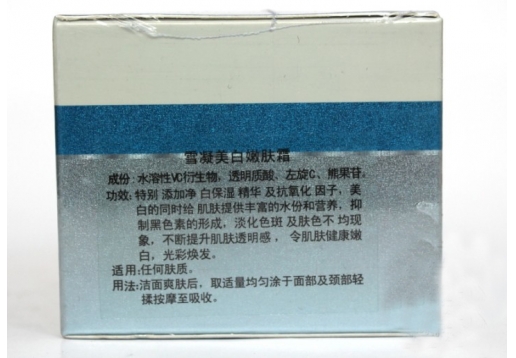 雪凝美白嫩肤霜
成份:水溶性VC衍生物，透明质酸、左旋C、熊果苷。
功效:特别 添加净 白保湿 精华 及抗氧化 因子，美
白的同时给 肌肤提供丰富的水份和营养，抑
制黑色素的形成，淡化色斑 及肤色不 均现
象，不断提升肌肤透明感， 令肌肤健康嫩
白，光彩焕发。
适用:任何肤质。
用法:洁面爽肤后，取适量均匀涂于面部及颈部轻
揉按摩至吸收。